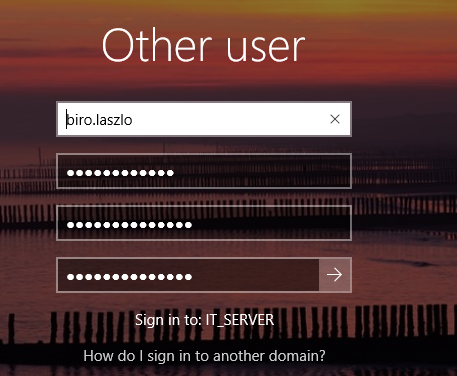 Other user
biro.laszlo
••••••••••••
••••••••••••••
••••••••••••••
Sign in to: IT_SERVER
How do I sign in to another domain?